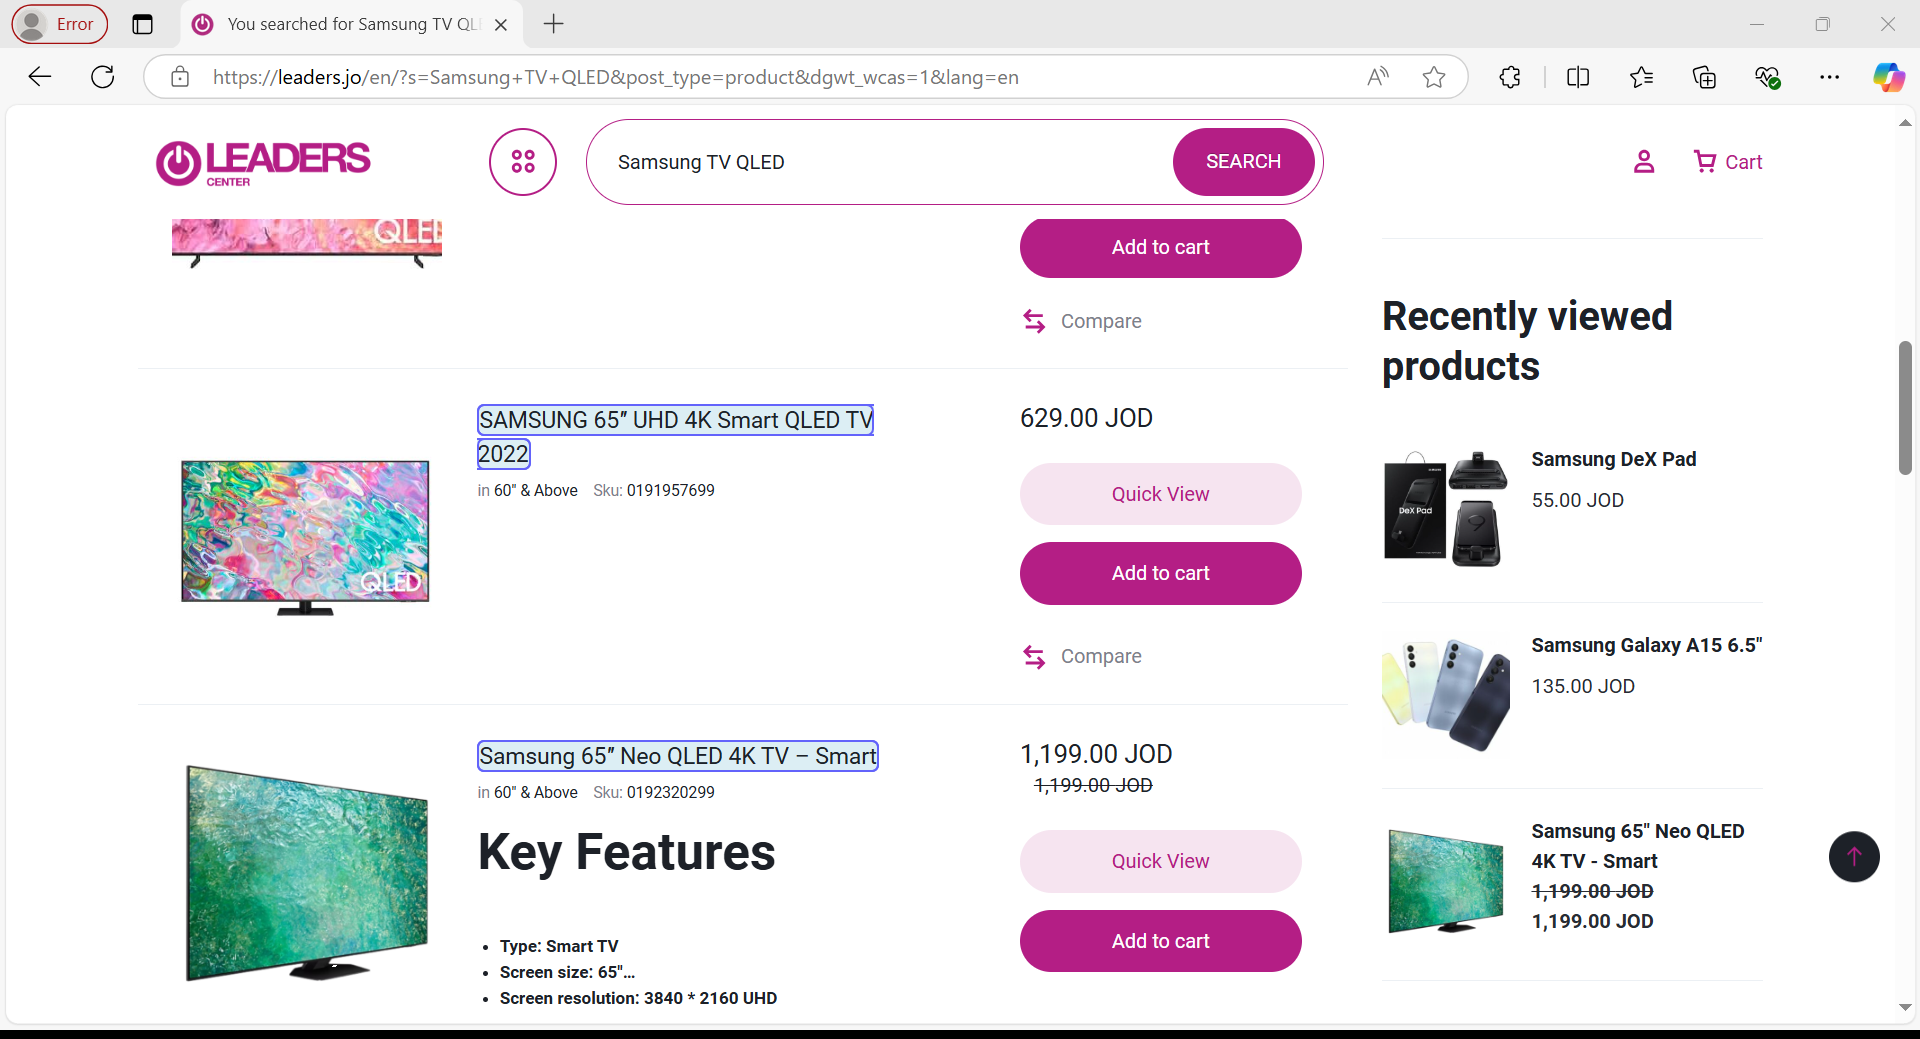 Error
You searched for Samsung TV QL
https://leaders.jo/en/?s=Samsung+TV+QLED&post_type=product&dgwt_wcas=1&lang=en
LEADERS
CENTER
Samsung TV QLED
SEARCH
Cart
QLED
Add to cart
Compare
SAMSUNG 65″ UHD 4K Smart QLED TV
2022
in 60" & Above Sku: 0191957699
QLED
629.00 JOD
Quick View
Add to cart
Compare
Samsung 65″ Neo QLED 4K TV – Smart
in 60" & Above Sku: 0192320299
Key Features
• Type: Smart TV
• Screen size: 65"...
• Screen resolution: 3840 * 2160 UHD
1,199.00 JOD
1,199.00 JOD
Quick View
Add to cart
Recently viewed
products
DeX Pad
Samsung DeX Pad
55.00 JOD
Samsung Galaxy A15 6.5"
135.00 JOD
Samsung 65" Neo QLED
4K TV - Smart
1,199.00 JOD
1,199.00 JOD